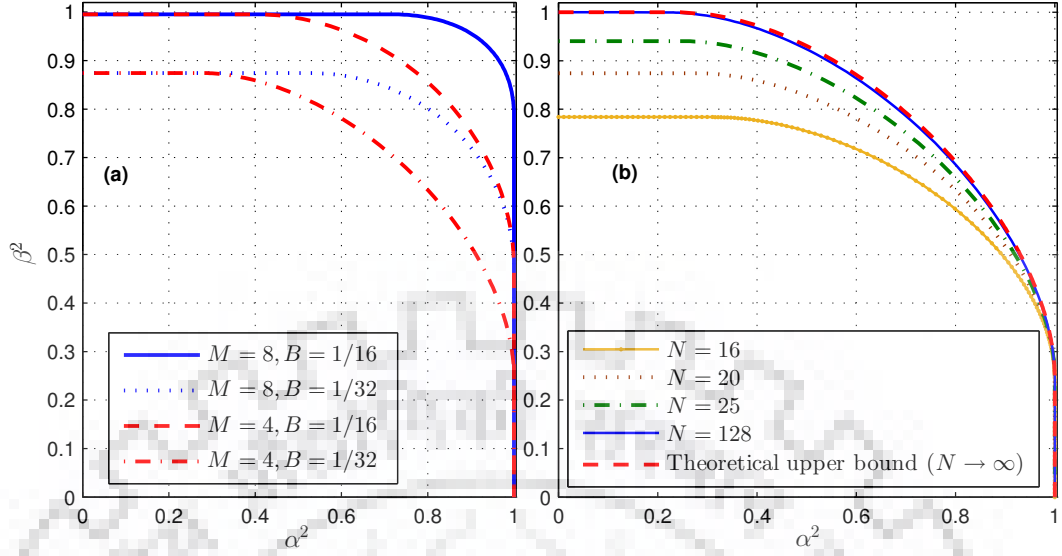 1
0.9
0.8
0.7
0.6
0.5
0.4
0.3
0.2
0.1
0
β²
(a)
M = 8, B = 1/16
M = 8, B = 1/32
M = 4, B = 1/16
M = 4, B = 1/32
0 0.2 0.4 0.6 0.8 1
α²
1
0.9
0.8
0.7
0.6
0.5
0.4
0.3
0.2
0.1
0
(b)
N = 16
N = 20
N = 25
N = 128
Theoretical upper bound (N → ∞)
0 0.2 0.4 0.6 0.8 1
α²